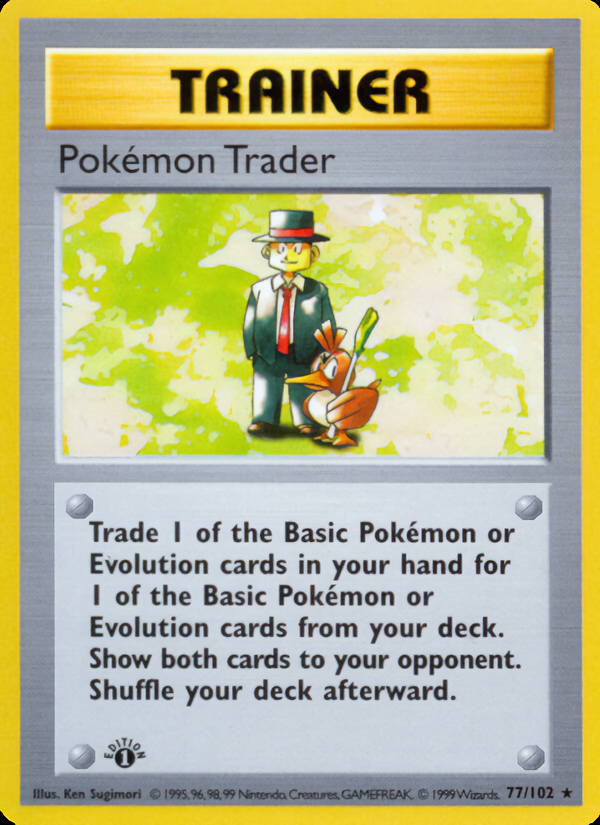 TRAINER
Pokémon Trader
Trade 1 of the Basic Pokémon or
Evolution cards in your hand for
1 of the Basic Pokémon or
Evolution cards from your deck.
Show both cards to your opponent.
Shuffle your deck afterward.
EDITION
1
Illus. Ken Sugimori © 1995, 96, 98, 99 Nintendo, Creatures, GAMEFREAK. © 1999 Wizards. 77/102 ★